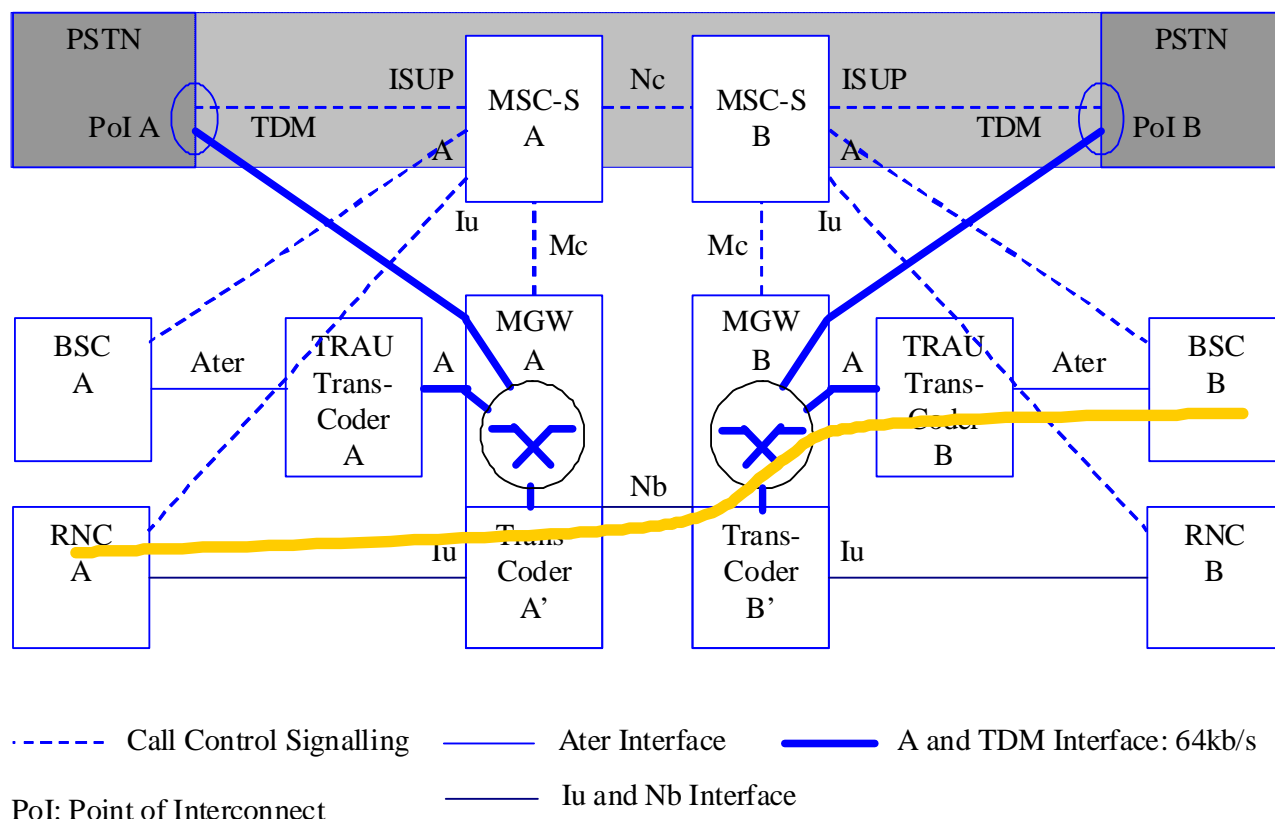 PSTN
PSTN
ISUP
MSC-S
A
Nc
MSC-S
B
ISUP
PoI A
TDM
TDM
PoI B
A
A
Iu
Iu
Mc
Mc
BSC
A
Ater
TRAU
Trans-
Coder
A
A
MGW
A
MGW
B
A
TRAU
Trans-
Coder
B
Ater
BSC
B
Nb
RNC
A
Iu
Trans-
Coder
A’
Trans-
Coder
B’
Iu
RNC
B
Call Control Signalling
Ater Interface
A and TDM Interface: 64kb/s
Iu and Nb Interface
PoI: Point of Interconnect